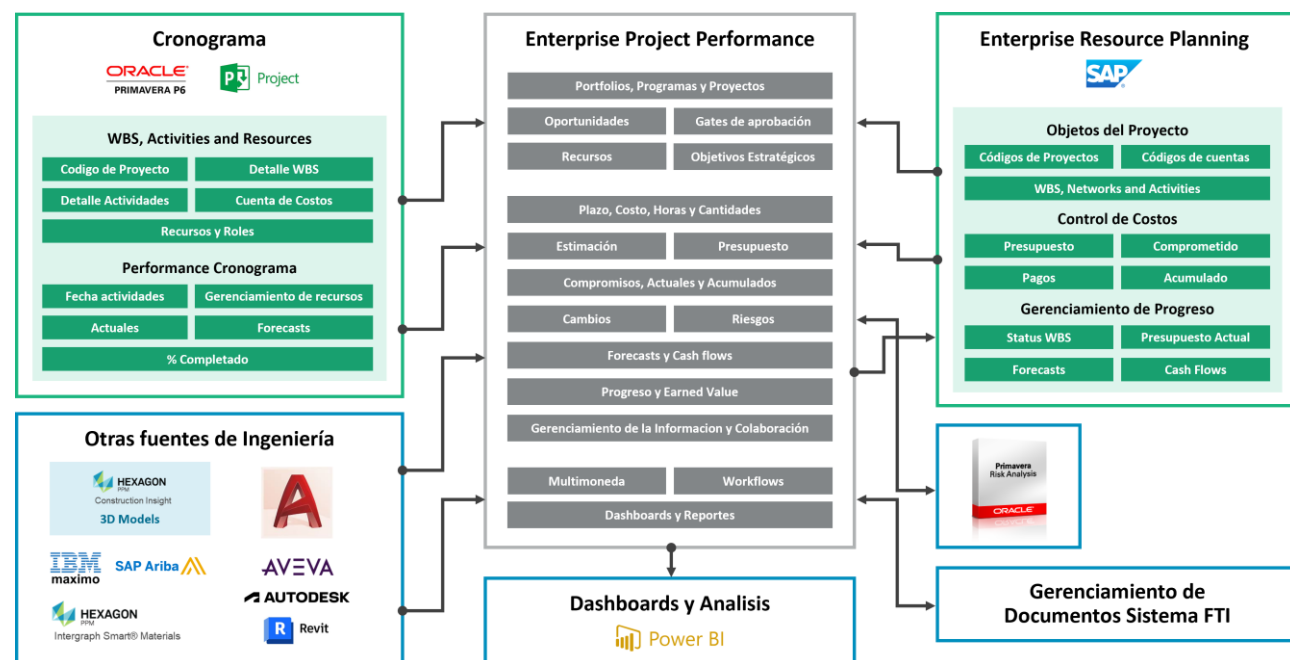 Cronograma
ORACLE
PRIMAVERA P6
Project
WBS, Activities and Resources
Codigo de Proyecto
Detalle WBS
Detalle Actividades
Cuenta de Costos
Recursos y Roles
Performance Cronograma
Fecha actividades
Gerenciamiento de recursos
Actuales
Forecasts
% Completado
Otras fuentes de Ingeniería
HEXAGON
PPM
Construction Insight
3D Models
IBM
maximo
SAP Ariba
AVEVA
HEXAGON
PPM
Intergraph Smart® Materials
AUTODESK
R
Revit
Enterprise Project Performance
Portfolios, Programas y Proyectos
Oportunidades
Gates de aprobación
Recursos
Objetivos Estratégicos
Plazo, Costo, Horas y Cantidades
Estimación
Presupuesto
Compromisos, Actuales y Acumulados
Cambios
Riesgos
Forecasts y Cash flows
Progreso y Earned Value
Gerenciamiento de la Informacion y Colaboración
Multimoneda
Workflows
Dashboards y Reportes
Dashboards y Analisis
Power BI
Enterprise Resource Planning
SAP
Objetos del Proyecto
Códigos de Proyectos
Códigos de cuentas
WBS, Networks and Activities
Control de Costos
Presupuesto
Comprometido
Pagos
Acumulado
Gerenciamiento de Progreso
Status WBS
Presupuesto Actual
Forecasts
Cash Flows
Primavera
Risk Analysis
ORACLE
Gerenciamiento de
Documentos Sistema FTI